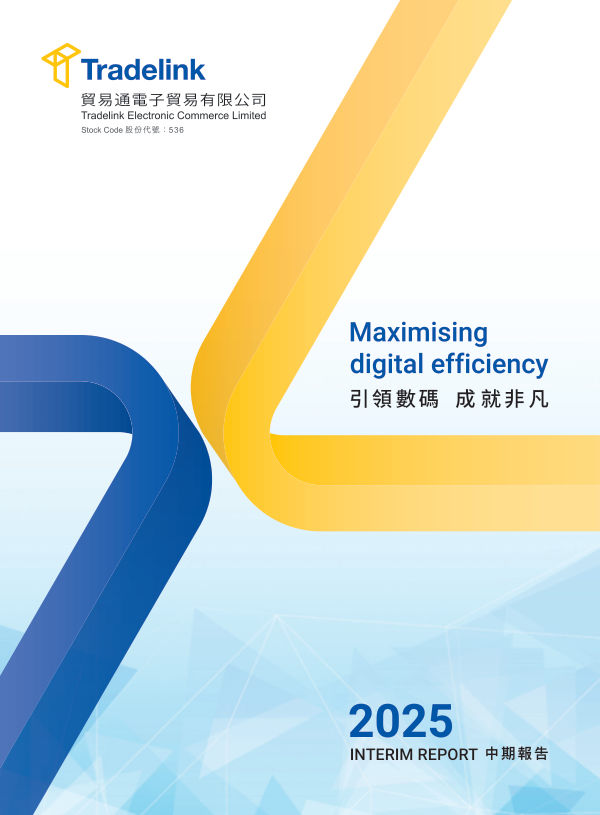 Tradelink
貿易通電子貿易有限公司
Tradelink Electronic Commerce Limited
Stock Code 股份代號：536
Maximising
digital efficiency
引領數碼 成就非凡
2025
INTERIM REPORT 中期報告